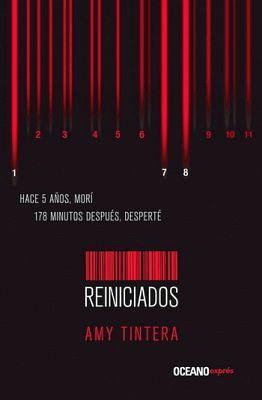 2 3 4 5 6 9 10 11
1 7 8
HACE 5 AÑOS, MORÍ
178 MINUTOS DESPUÉS, DESPERTÉ
REINICIADOS
AMY TINTERA
OCEANO exprés